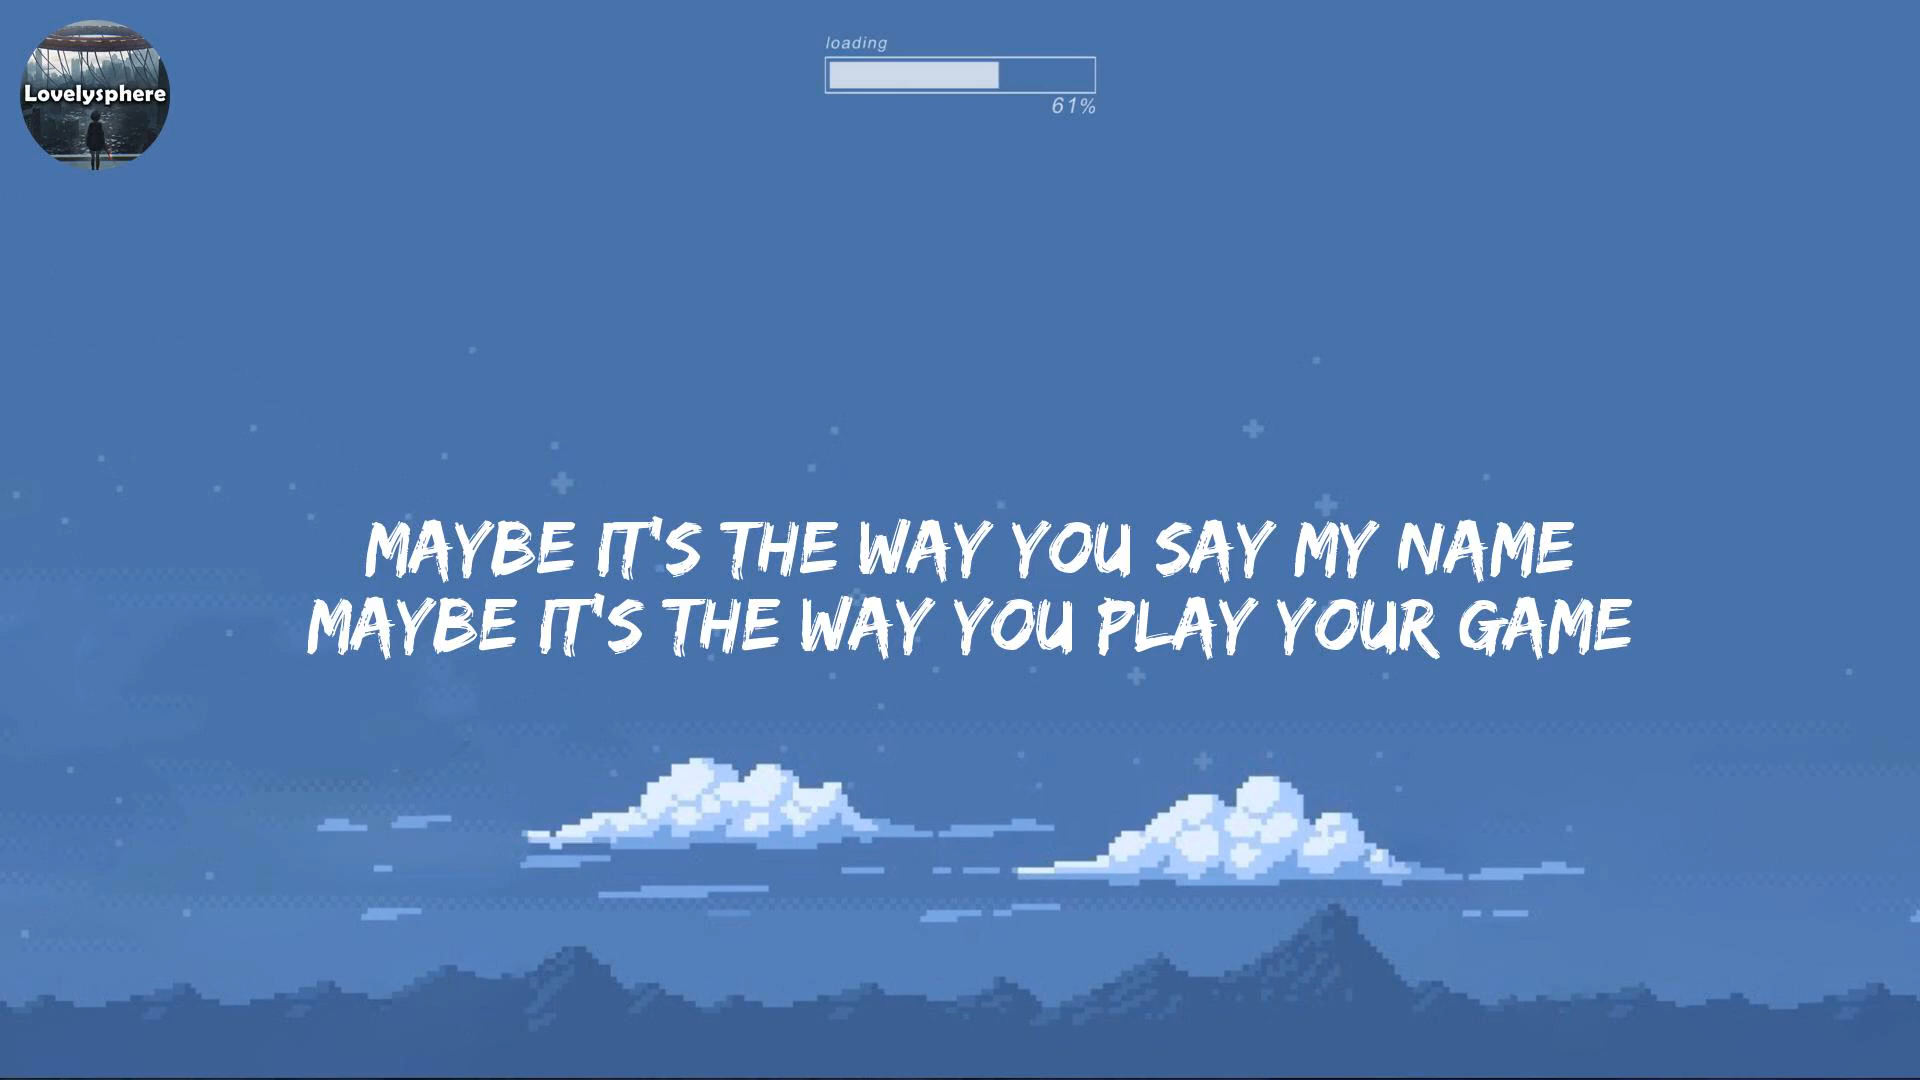 Lovelysphere
loading
61%
MAYBE IT'S THE WAY YOU SAY MY NAME
MAYBE IT'S THE WAY YOU PLAY YOUR GAME